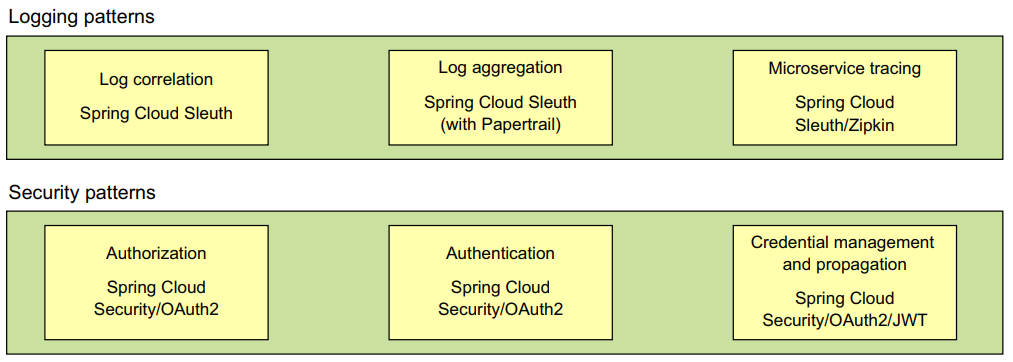 Logging patterns
Log correlation
Spring Cloud Sleuth
Log aggregation
Spring Cloud Sleuth
(with Papertrail)
Microservice tracing
Spring Cloud
Sleuth/Zipkin
Security patterns
Authorization
Spring Cloud
Security/OAuth2
Authentication
Spring Cloud
Security/OAuth2
Credential management
and propagation
Spring Cloud
Security/OAuth2/JWT